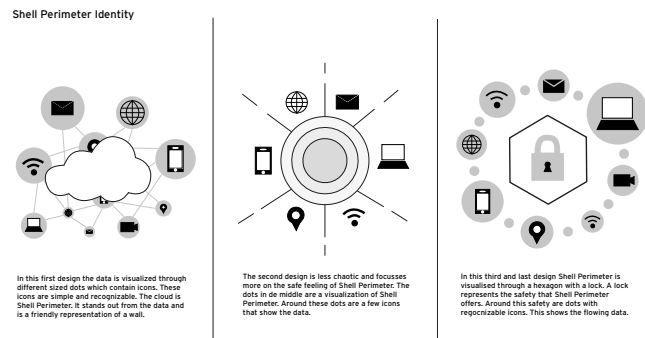 Shell Perimeter Identity
In this first design the data is visualized through
different sized dots which contain icons. These
icons are simple and recognizable. The cloud is
Shell Perimeter. It stands out from the data and
is a friendly representation of a wall.
The second design is less chaotic and focusses
more on the safe feeling of Shell Perimeter. The
dots in de middle are a visualization of Shell
Perimeter. Around these dots are a few icons
that show the data.
In this third and last design Shell Perimeter is
visualised through a hexagon with a lock. A lock
represents the safety that Shell Perimeter
offers. Around this safety are dots with
regocnizable icons. This shows the flowing data.